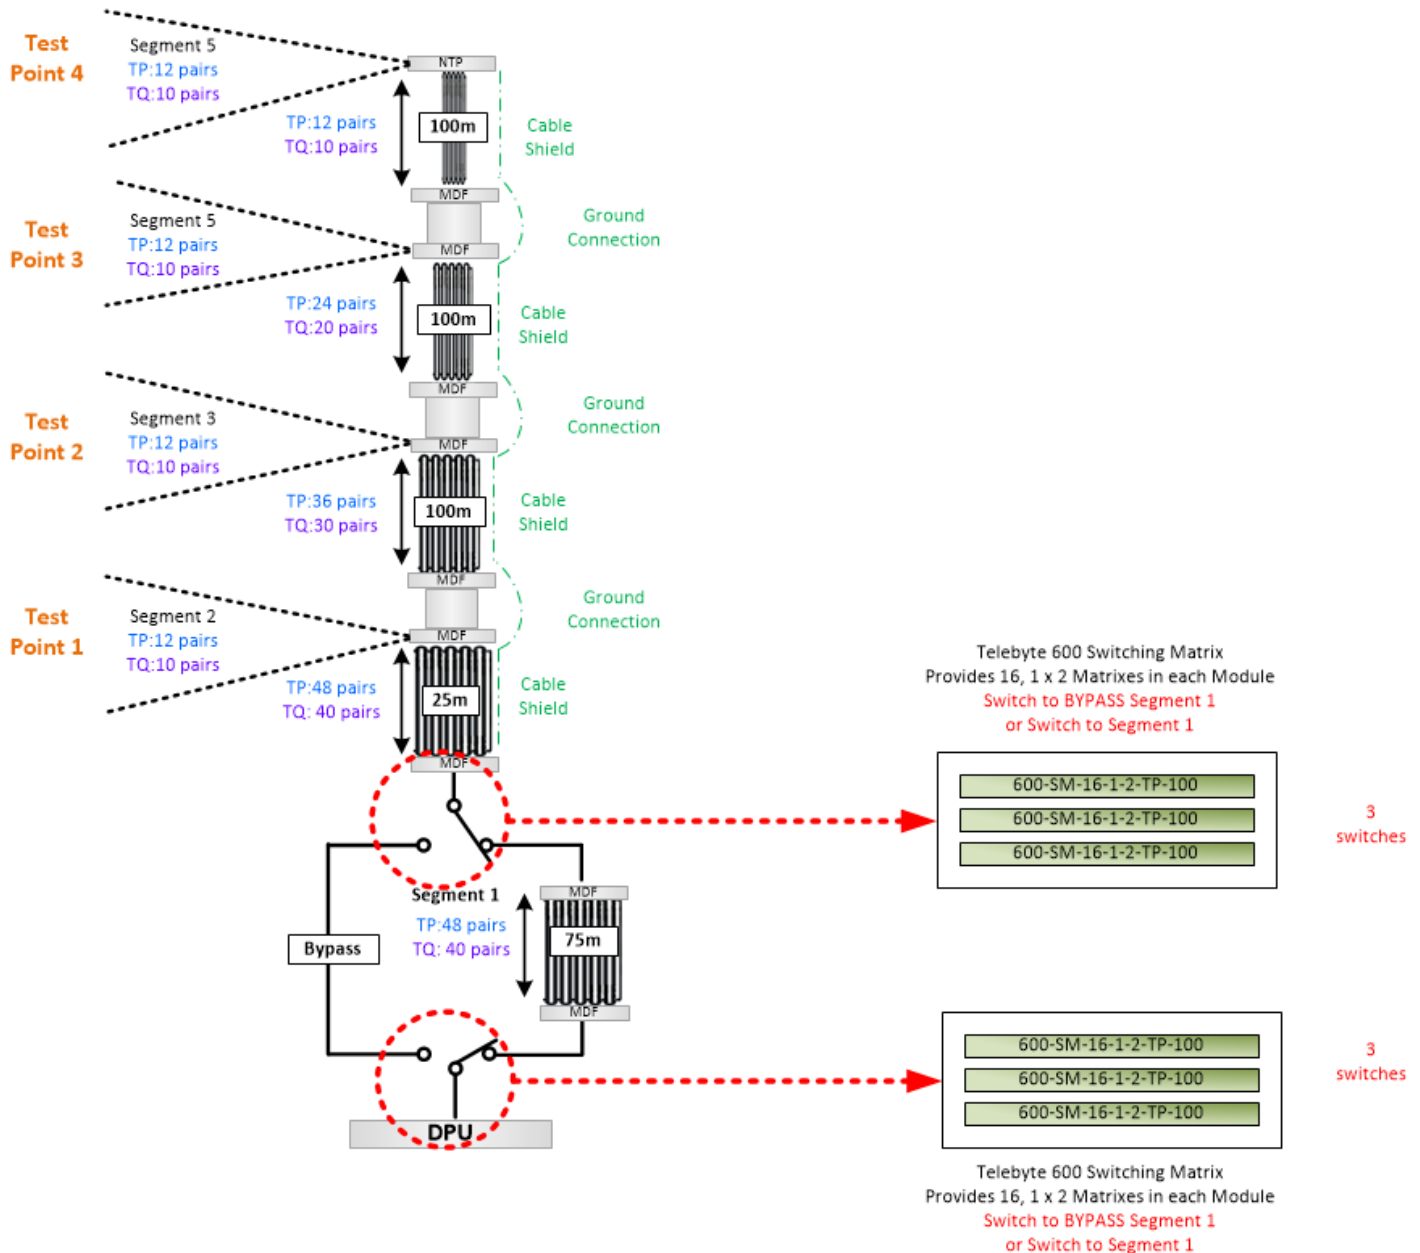 Test
Point 4
Segment 5
TP:12 pairs
TQ:10 pairs
NTP
TP:12 pairs
TQ:10 pairs
100m
Cable
Shield
MDF
Ground
Connection
Test
Point 3
Segment 5
TP:12 pairs
TQ:10 pairs
MDF
TP:24 pairs
TQ:20 pairs
100m
Cable
Shield
MDF
Ground
Connection
Test
Point 2
Segment 3
TP:12 pairs
TQ:10 pairs
MDF
TP:36 pairs
TQ:30 pairs
100m
Cable
Shield
MDF
Ground
Connection
Test
Point 1
Segment 2
TP:12 pairs
TQ:10 pairs
MDF
TP:48 pairs
TQ: 40 pairs
25m
Cable
Shield
MDF
Telebyte 600 Switching Matrix
Provides 16, 1 x 2 Matrixes in each Module
Switch to BYPASS Segment 1
or Switch to Segment 1
600-SM-16-1-2-TP-100
600-SM-16-1-2-TP-100
600-SM-16-1-2-TP-100
3
switches
Segment 1
TP:48 pairs
TQ: 40 pairs
MDF
75m
MDF
Bypass
DPU
600-SM-16-1-2-TP-100
600-SM-16-1-2-TP-100
600-SM-16-1-2-TP-100
3
switches
Telebyte 600 Switching Matrix
Provides 16, 1 x 2 Matrixes in each Module
Switch to BYPASS Segment 1
or Switch to Segment 1